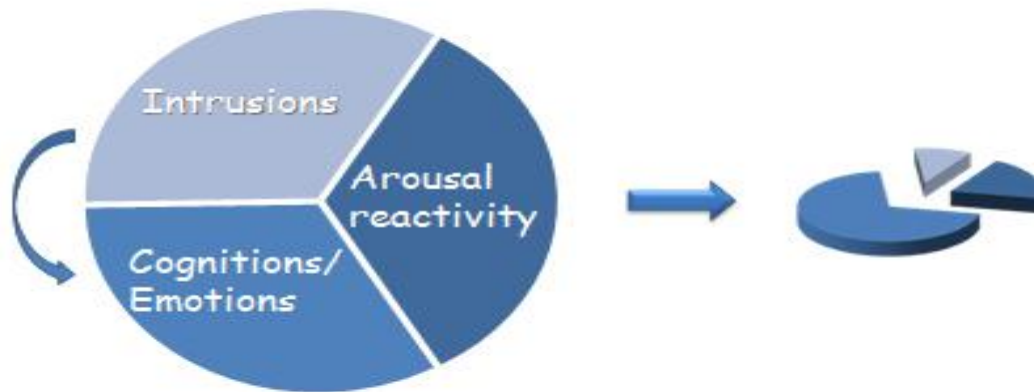 Intrusions
Arousal
reactivity
Cognitions/
Emotions